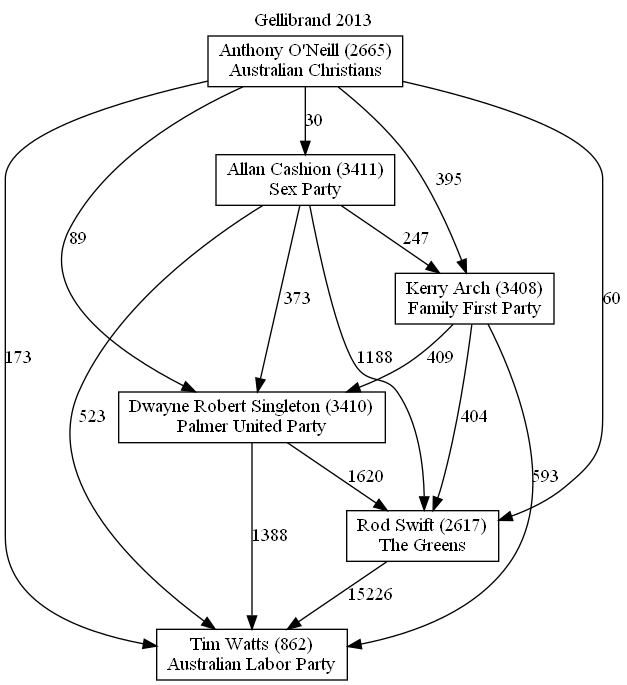 Gellibrand 2013
Anthony O'Neill (2665)
Australian Christians
30
Allan Cashion (3411)
Sex Party
395
89
247
Kerry Arch (3408)
Family First Party
373
60
173
1188
409
Dwayne Robert Singleton (3410)
Palmer United Party
523
404
1620
593
Rod Swift (2617)
The Greens
1388
15226
Tim Watts (862)
Australian Labor Party